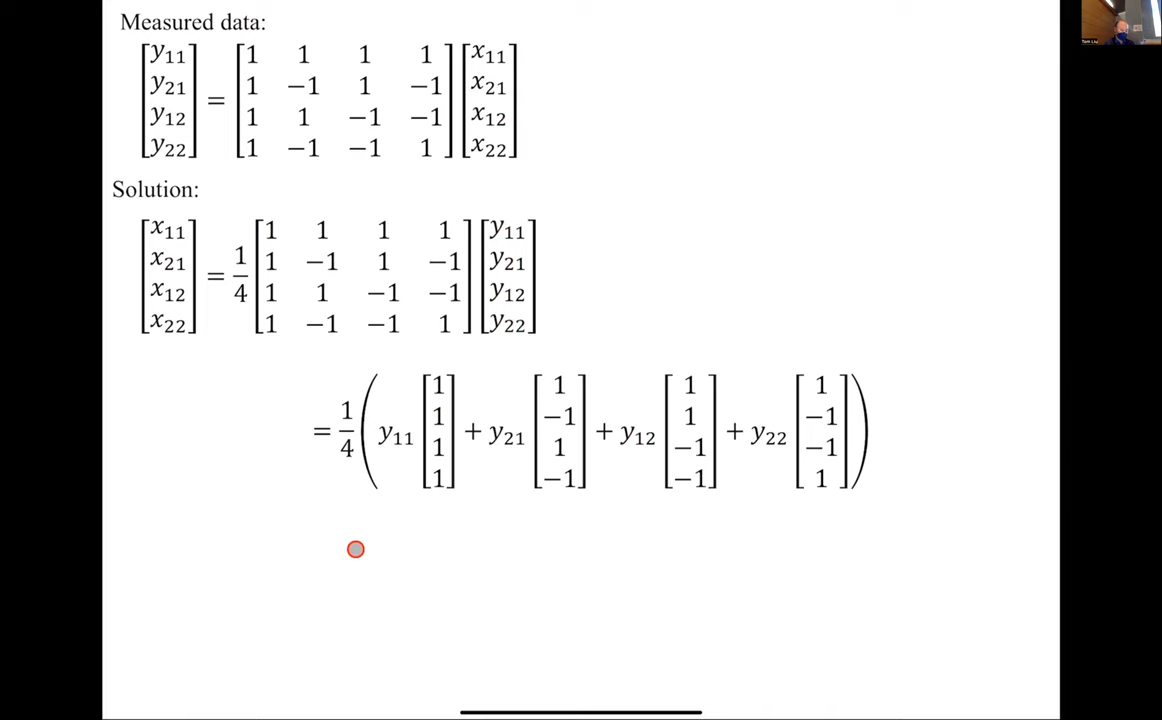 Measured data:
[y₁₁ y₂₁ y₁₂ y₂₂]ᵀ = [1 1 1 1; 1 −1 1 −1; 1 1 −1 −1; 1 −1 −1 1] [x₁₁ x₂₁ x₁₂ x₂₂]ᵀ
Solution:
[x₁₁ x₂₁ x₁₂ x₂₂]ᵀ = 1/4 [1 1 1 1; 1 −1 1 −1; 1 1 −1 −1; 1 −1 −1 1] [y₁₁ y₂₁ y₁₂ y₂₂]ᵀ
= 1/4 ( y₁₁ [1; 1; 1; 1] + y₂₁ [1; −1; 1; −1] + y₁₂ [1; 1; −1; −1] + y₂₂ [1; −1; −1; 1] )
Tom Liu